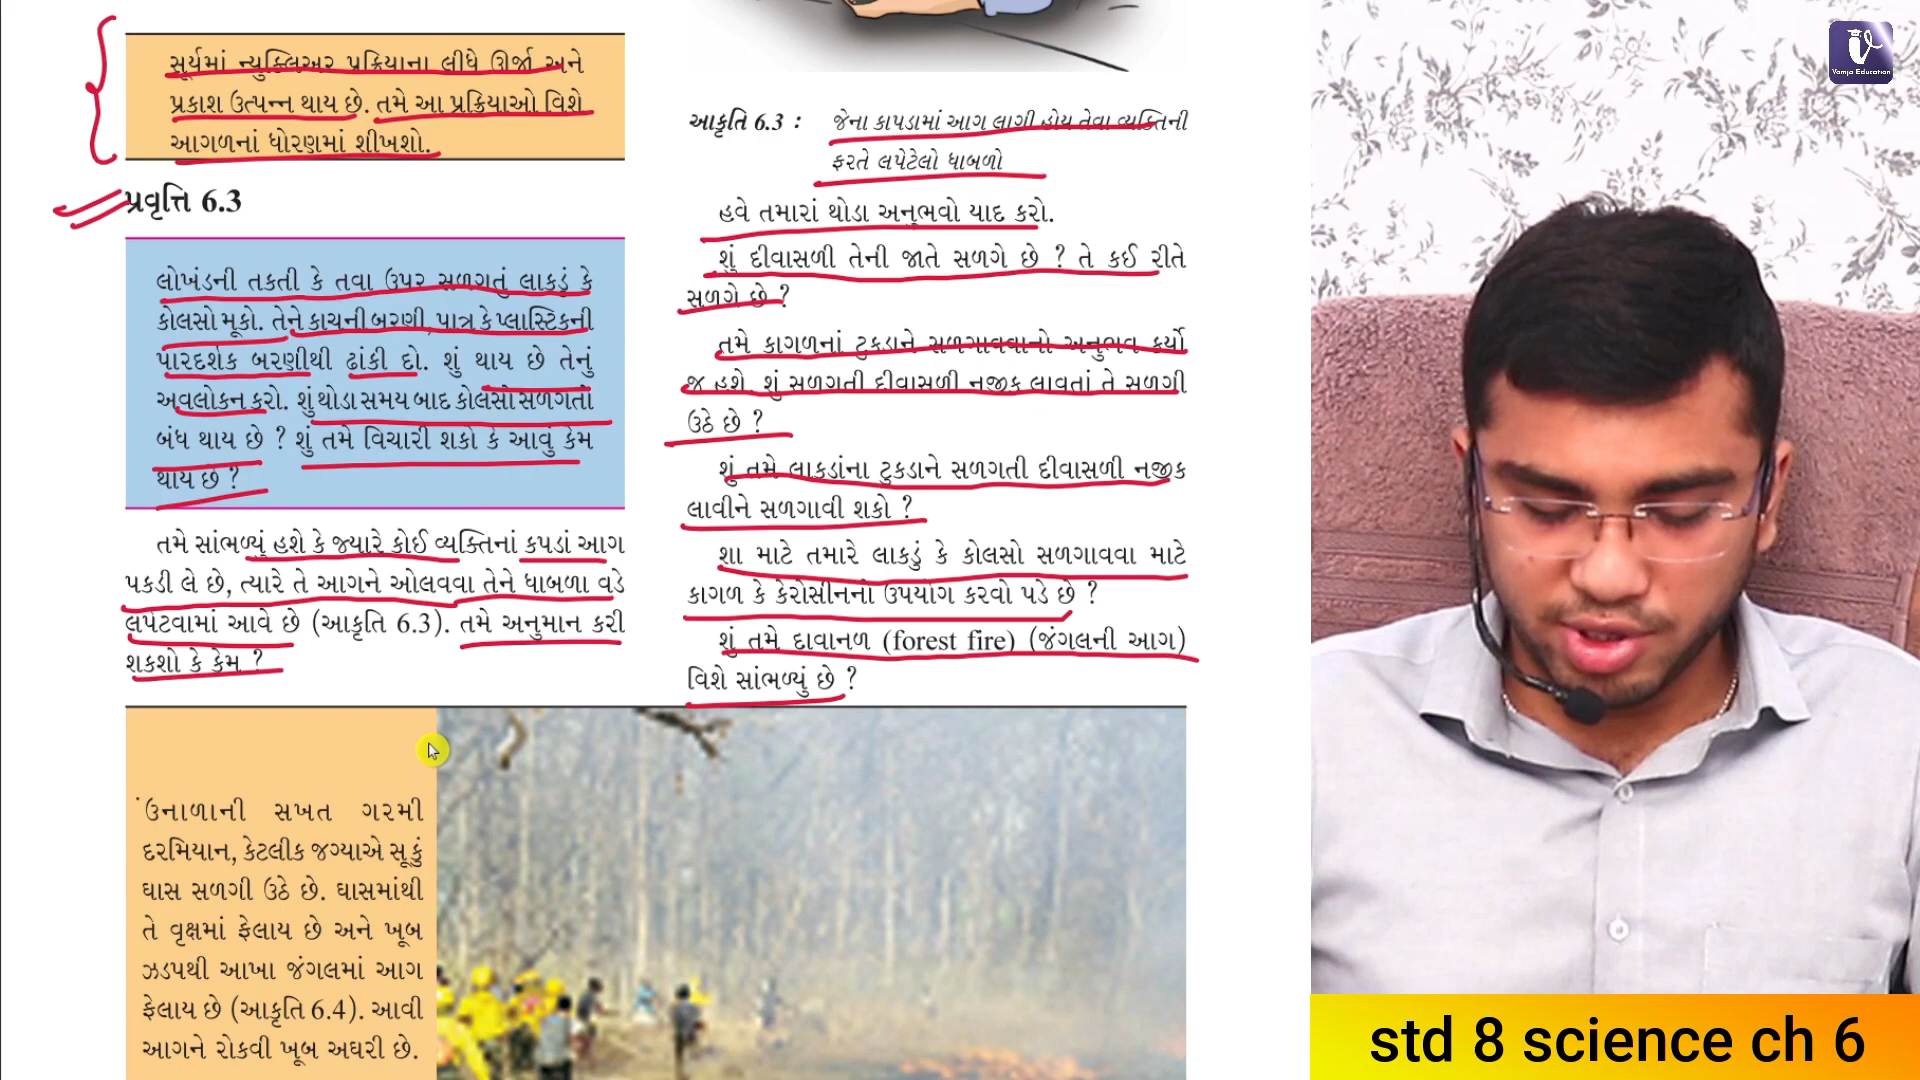 સૂર્યમાં ન્યુક્લિઅર પ્રક્રિયાના લીધે ઊર્જા અને
પ્રકાશ ઉત્પન્ન થાય છે. તમે આ પ્રક્રિયાઓ વિશે
આગળનાં ધોરણમાં શીખશો.
પ્રવૃત્તિ 6.3
લોખંડની તકતી કે તવા ઉપર સળગતું લાકડું કે
કોલસો મૂકો. તેને કાચની બરણી, પાત્ર કે પ્લાસ્ટિકની
પારદર્શક બરણીથી ઢાંકી દો. શું થાય છે તેનું
અવલોકન કરો. શું થોડા સમય બાદ કોલસો સળગતો
બંધ થાય છે ? શું તમે વિચારી શકો કે આવું કેમ
થાય છે ?
તમે સાંભળ્યું હશે કે જ્યારે કોઈ વ્યક્તિનાં કપડાં આગ
પકડી લે છે, ત્યારે તે આગને ઓલવવા તેને ધાબળા વડે
લપેટવામાં આવે છે (આકૃતિ 6.3). તમે અનુમાન કરી
શકશો કે કેમ ?
આકૃતિ 6.3 : જેના કાપડામાં આગ લાગી હોય તેવા વ્યક્તિની
ફરતે લપેટેલો ધાબળો
હવે તમારાં થોડા અનુભવો યાદ કરો.
શું દીવાસળી તેની જાતે સળગે છે ? તે કઈ રીતે
સળગે છે ?
તમે કાગળનાં ટુકડાને સળગાવવાનો અનુભવ કર્યો
જ હશે. શું સળગતી દીવાસળી નજીક લાવતાં તે સળગી
ઉઠે છે ?
શું તમે લાકડાંના ટુકડાને સળગતી દીવાસળી નજીક
લાવીને સળગાવી શકો ?
શા માટે તમારે લાકડું કે કોલસો સળગાવવા માટે
કાગળ કે કેરોસીનનો ઉપયોગ કરવો પડે છે ?
શું તમે દાવાનળ (forest fire) (જંગલની આગ)
વિશે સાંભળ્યું છે ?
ઉનાળાની સખત ગરમી
દરમિયાન, કેટલીક જગ્યાએ સૂકું
ઘાસ સળગી ઉઠે છે. ઘાસમાંથી
તે વૃક્ષમાં ફેલાય છે અને ખૂબ
ઝડપથી આખા જંગલમાં આગ
ફેલાય છે (આકૃતિ 6.4). આવી
આગને રોકવી ખૂબ અઘરી છે.
Vamja Education
std 8 science ch 6